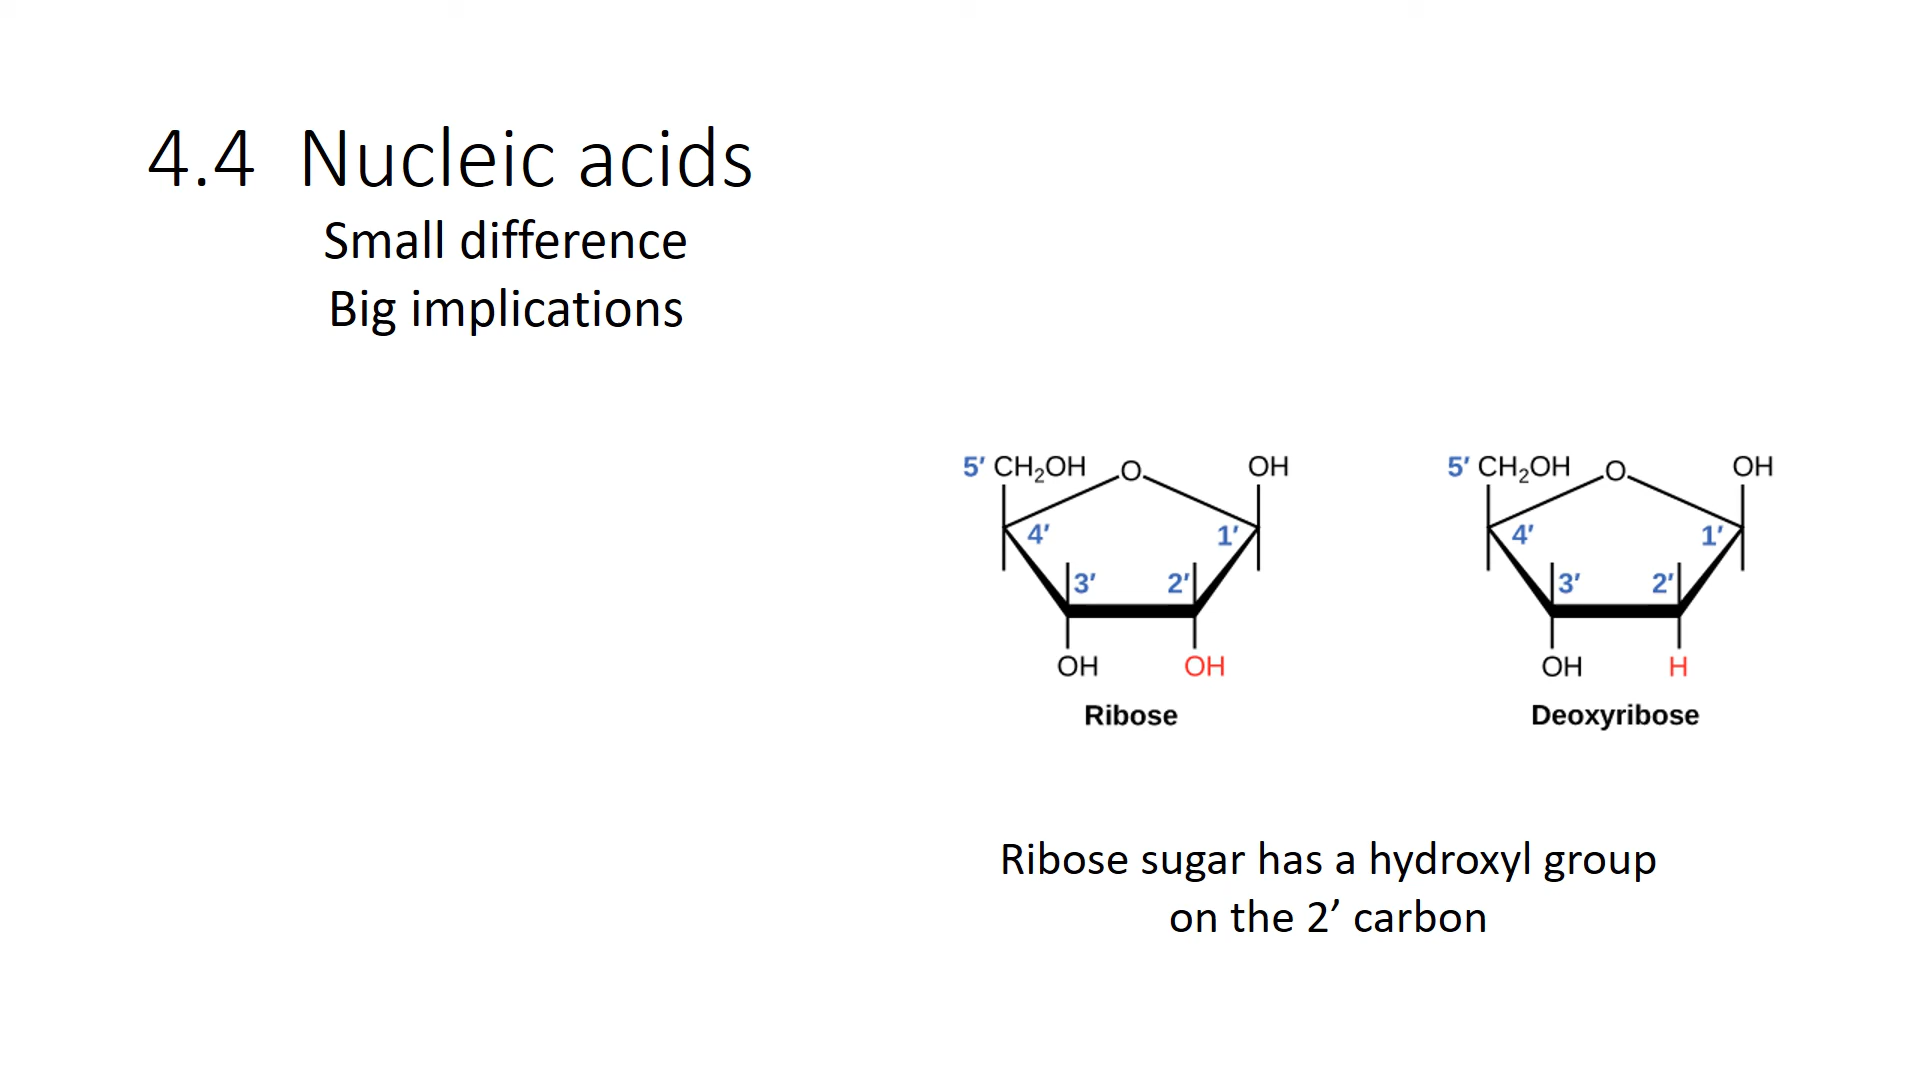 4.4 Nucleic acids
Small difference
Big implications
5′ CH₂OH O OH
4′ 1′
3′ 2′
OH OH
Ribose
5′ CH₂OH O OH
4′ 1′
3′ 2′
OH H
Deoxyribose
Ribose sugar has a hydroxyl group
on the 2’ carbon